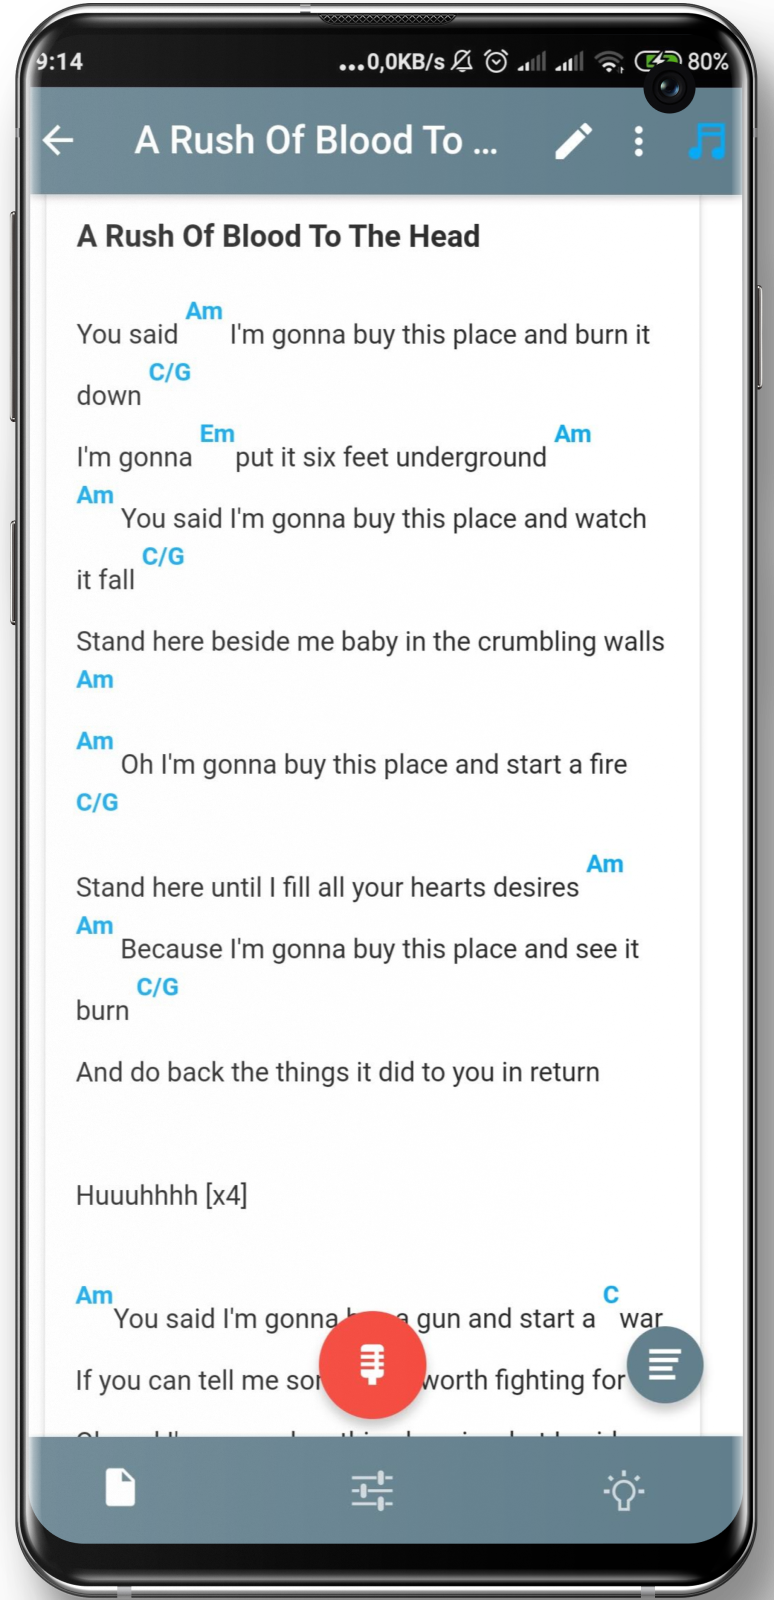 9:14 ...0,0KB/s 80%
A Rush Of Blood To ...
A Rush Of Blood To The Head
Am
You said I'm gonna buy this place and burn it
C/G
down
Em Am
I'm gonna put it six feet underground
Am
You said I'm gonna buy this place and watch
C/G
it fall
Stand here beside me baby in the crumbling walls
Am
Am
Oh I'm gonna buy this place and start a fire
C/G
Am
Stand here until I fill all your hearts desires
Am
Because I'm gonna buy this place and see it
C/G
burn
And do back the things it did to you in return
Huuuhhhh [x4]
Am C
You said I'm gonna a gun and start a war
If you can tell me worth fighting for